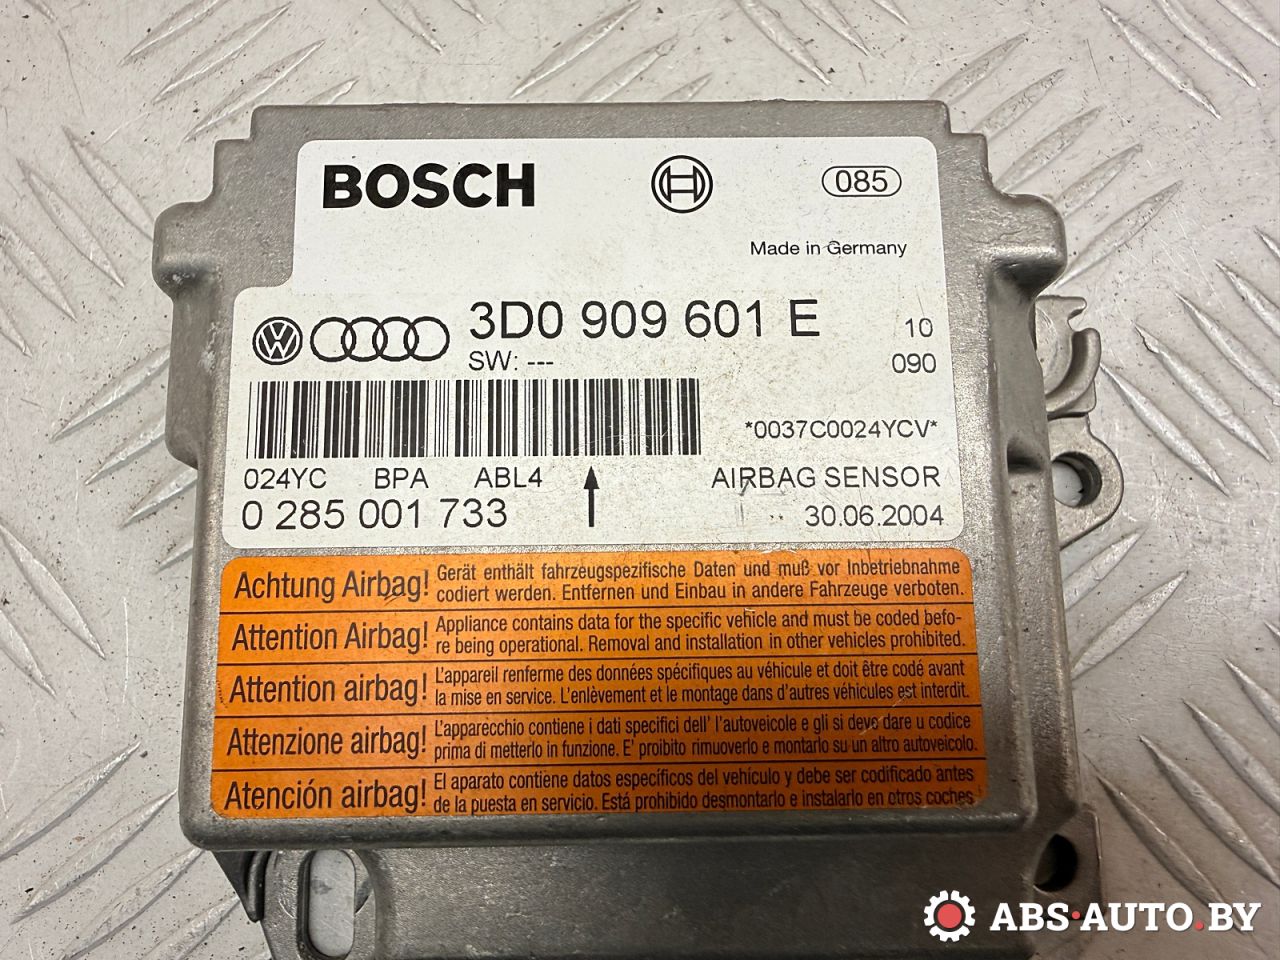 BOSCH
085
Made in Germany
3D0 909 601 E
10
SW: ---
090
*0037C0024YCV*
024YC BPA ABL4
AIRBAG SENSOR
0 285 001 733
30.06.2004
Achtung Airbag!
Gerät enthält fahrzeugspezifische Daten und muß vor Inbetriebnahme
codiert werden. Entfernen und Einbau in andere Fahrzeuge verboten.
Attention Airbag!
Appliance contains data for the specific vehicle and must be coded befo-
re being operational. Removal and installation in other vehicles prohibited.
Attention airbag!
L'appareil renferme des données spécifiques au véhicule et doit être codé avant
la mise en service. L'enlèvement et le montage dans d'autres véhicules est interdit.
Attenzione airbag!
L'apparecchio contiene i dati specifici dell' l'autoveicole e gli si deve dare u codice
prima di metterlo in funzione. E' proibito rimuoverlo e montarlo su un altro autoveicolo.
Atención airbag!
El aparato contiene datos específicos del vehículo y debe ser codificado antes
de la puesta en servicio. Está prohibido desmontarlo e instalarlo en otros coches
ABS·AUTO.BY